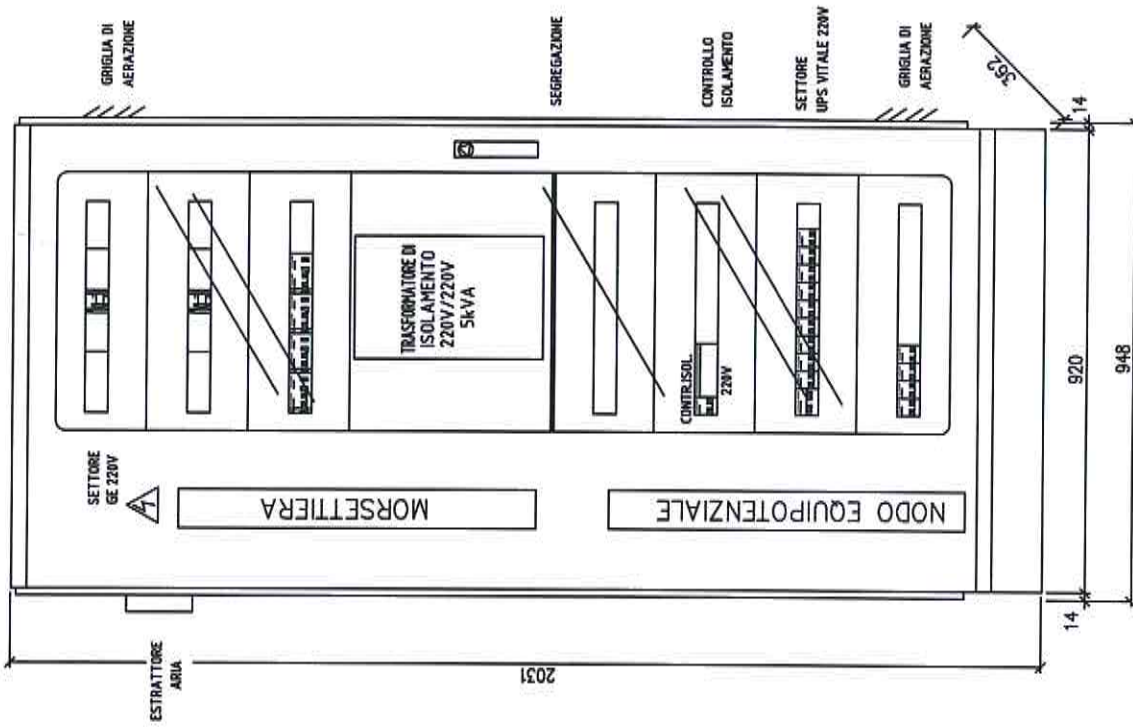 GRIGLIA DI
AERAZIONE
SETTORE
GE 220V
ESTRATTORE
ARIA
MORSETTIERA
TRASFORMATORE DI
ISOLAMENTO
220V/220V
5kVA
SEGREGAZIONE
CONTR.ISOL.
220V
CONTROLLO
ISOLAMENTO
SETTORE
UPS VITALE 220V
NODO EQUIPOTENZIALE
GRIGLIA DI
AERAZIONE
2031
362
14
920
14
948